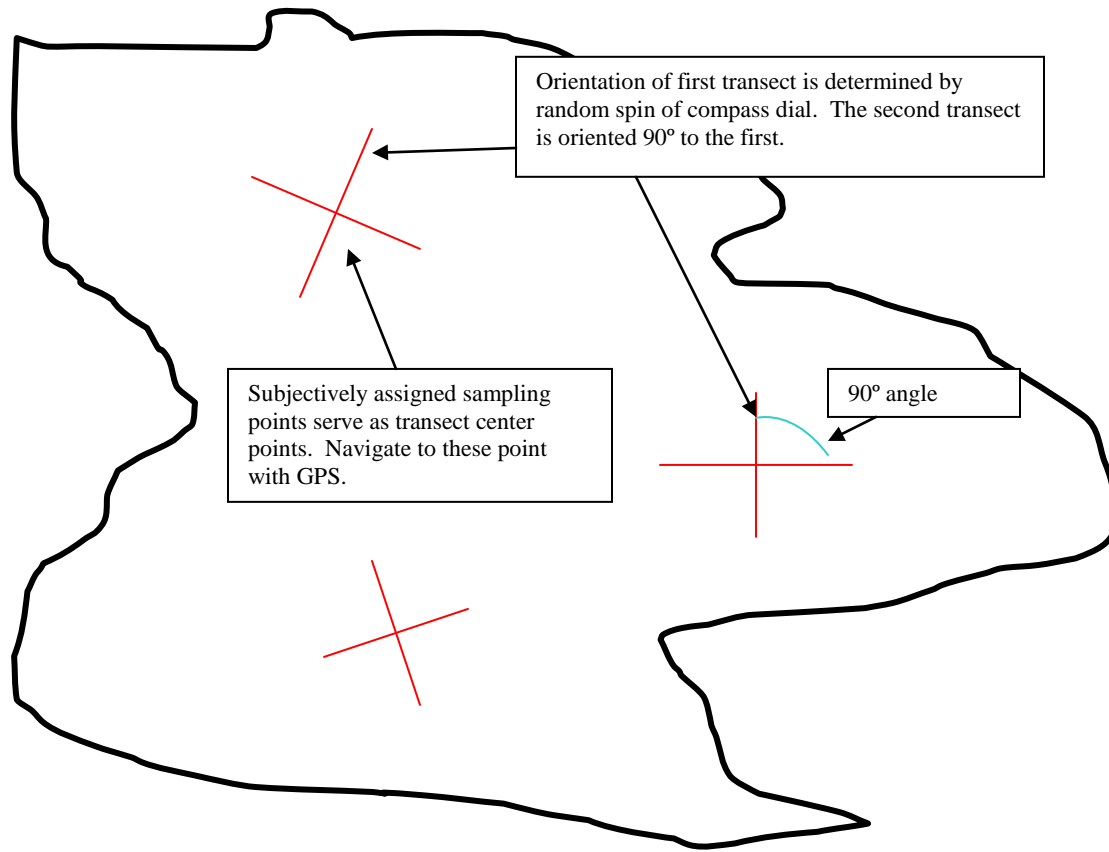 Orientation of first transect is determined by
random spin of compass dial.  The second transect
is oriented 90º to the first.
Subjectively assigned sampling
points serve as transect center
points.  Navigate to these point
with GPS.
90º angle